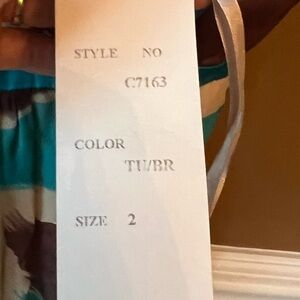 STYLE NO
C7163
COLOR
TU/BR
SIZE 2